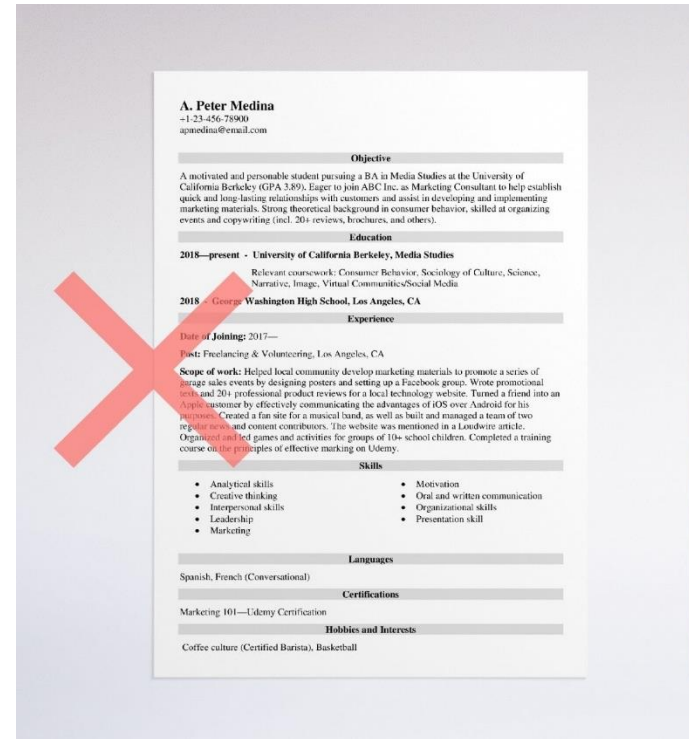 A. Peter Medina
+1-23-456-78900
apmedina@email.com
Objective
A motivated and personable student pursuing a BA in Media Studies at the University of
California Berkeley (GPA 3.89). Eager to join ABC Inc. as Marketing Consultant to help establish
quick and long-lasting relationships with customers and assist in developing and implementing
marketing materials. Strong theoretical background in consumer behavior, skilled at organizing
events and copywriting (incl. 20+ reviews, brochures, and others).
Education
2018—present - University of California Berkeley, Media Studies
Relevant coursework: Consumer Behavior, Sociology of Culture, Science,
Narrative, Image, Virtual Communities/Social Media
2018 - George Washington High School, Los Angeles, CA
Experience
Date of Joining: 2017—
Post: Freelancing & Volunteering, Los Angeles, CA
Scope of work: Helped local community develop marketing materials to promote a series of
garage sales events by designing posters and setting up a Facebook group. Wrote promotional
texts and 20+ professional product reviews for a local technology website. Turned a friend into an
Apple customer by effectively communicating the advantages of iOS over Android for his
purposes. Created a fan site for a musical band, as well as built and managed a team of two
regular news and content contributors. The website was mentioned in a Loudwire article.
Organized and led games and activities for groups of 10+ school children. Completed a training
course on the principles of effective marking on Udemy.
Skills
• Analytical skills
• Creative thinking
• Interpersonal skills
• Leadership
• Marketing
• Motivation
• Oral and written communication
• Organizational skills
• Presentation skill
Languages
Spanish, French (Conversational)
Certifications
Marketing 101—Udemy Certification
Hobbies and Interests
Coffee culture (Certified Barista), Basketball